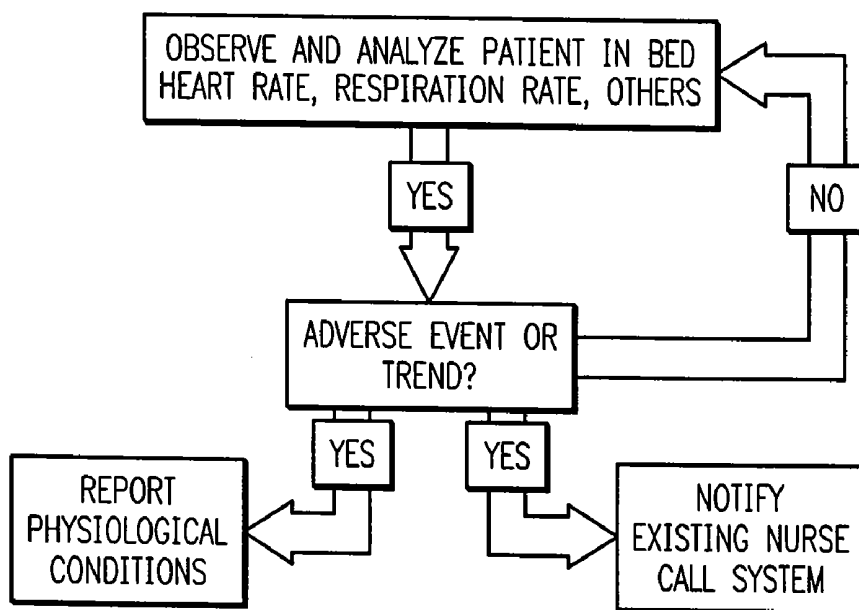 OBSERVE AND ANALYZE PATIENT IN BED
HEART RATE, RESPIRATION RATE, OTHERS
YES
NO
ADVERSE EVENT OR
TREND?
YES
YES
REPORT
PHYSIOLOGICAL
CONDITIONS
NOTIFY
EXISTING NURSE
CALL SYSTEM